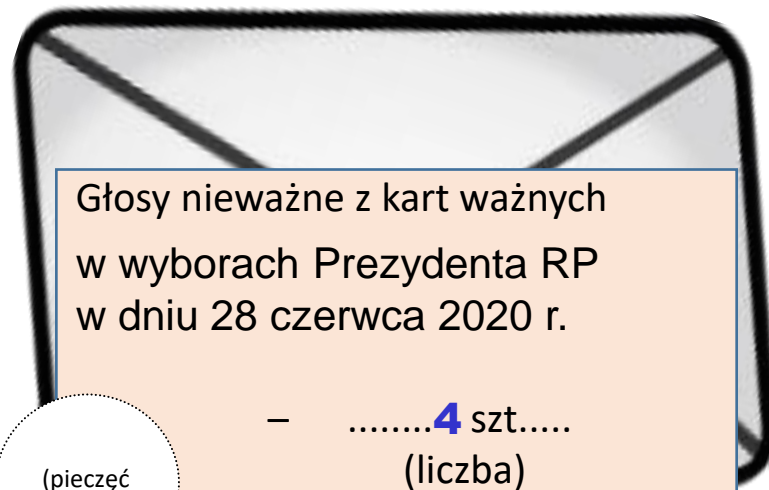 Głosy nieważne z kart ważnych
w wyborach Prezydenta RP
w dniu 28 czerwca 2020 r.
– ........4 szt.....
(liczba)
(pieczęć